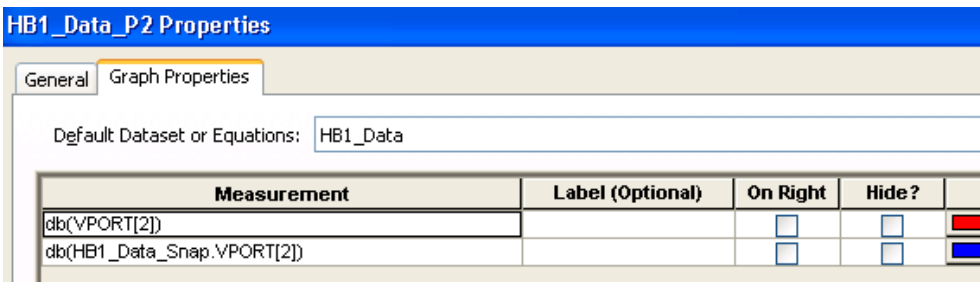 HB1_Data_P2 Properties
General Graph Properties
Default Dataset or Equations: HB1_Data
Measurement Label (Optional) On Right Hide?
db(VPORT[2])
db(HB1_Data_Snap.VPORT[2])